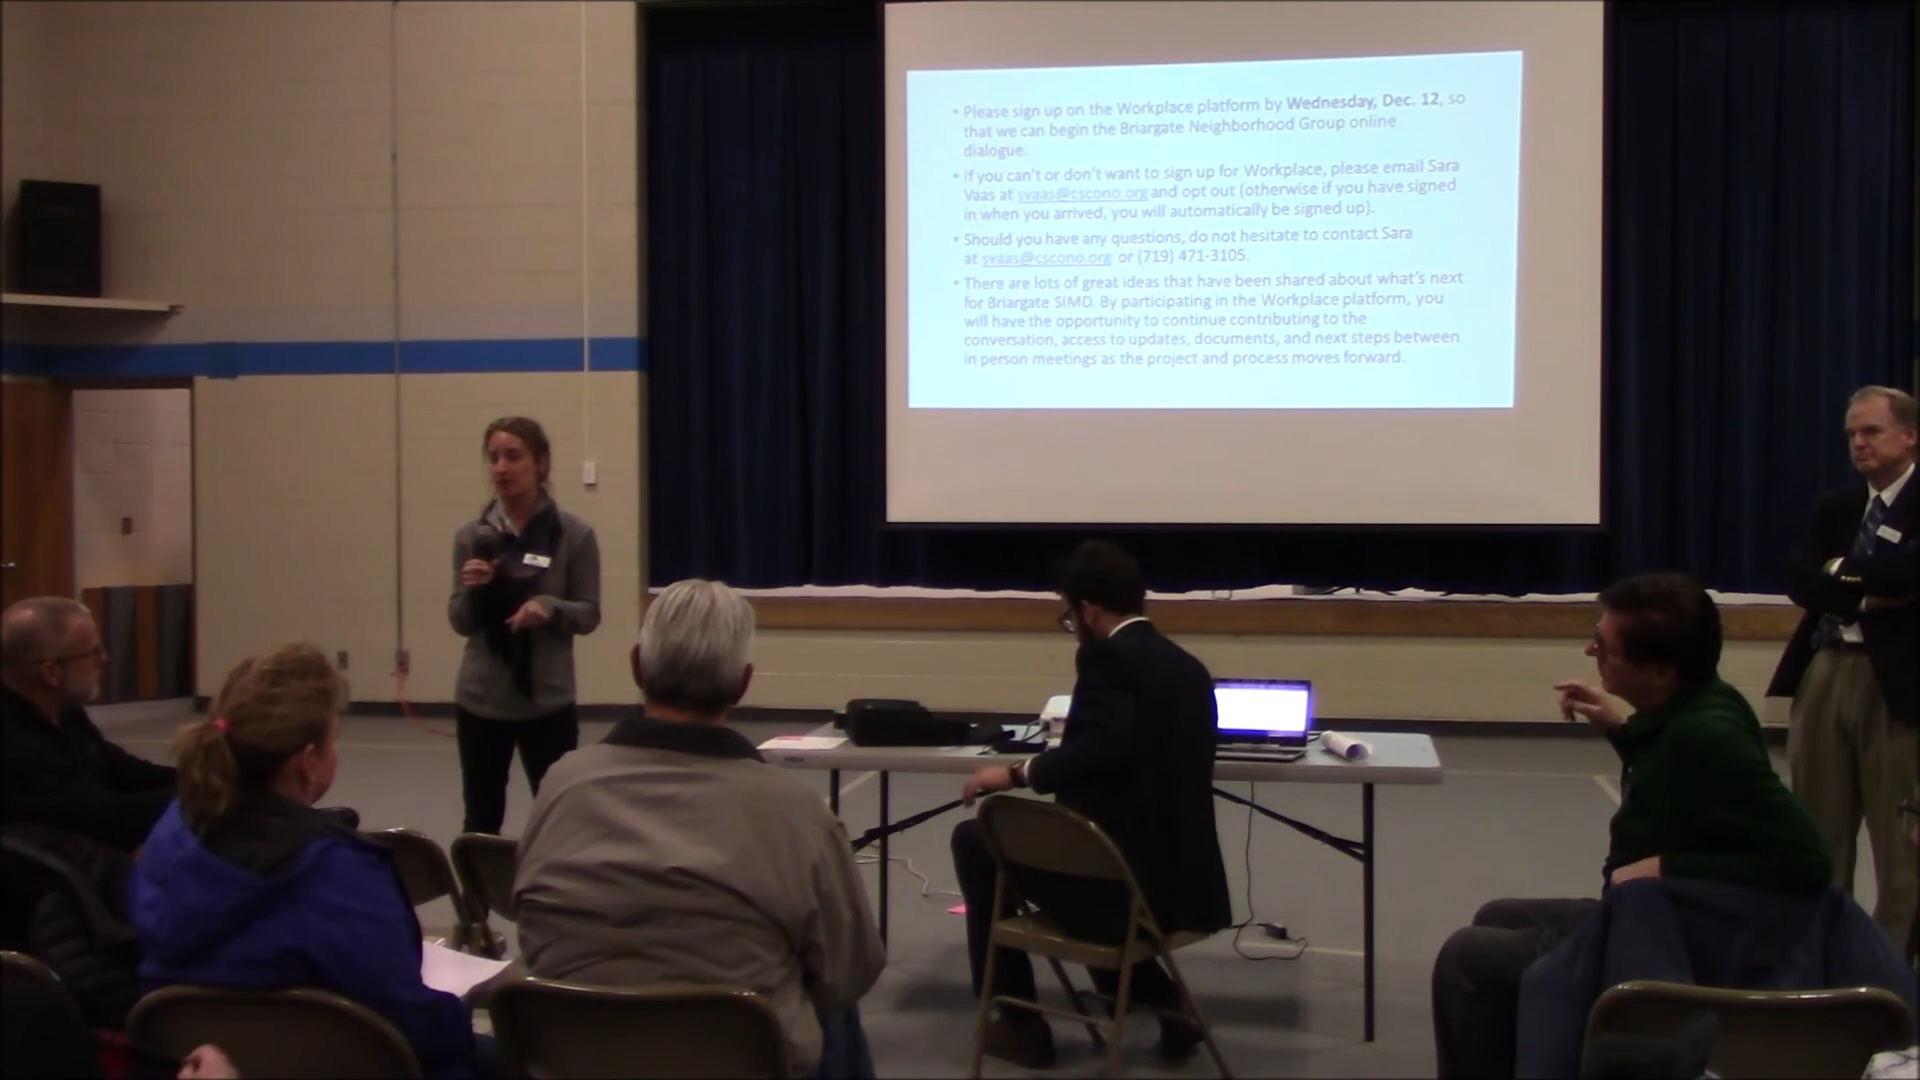 • Please sign up on the Workplace platform by Wednesday, Dec. 12, so
that we can begin the Briargate Neighborhood Group online
dialogue.
• If you can't or don't want to sign up for Workplace, please email Sara
Vaas at svaas@cscono.org and opt out (otherwise if you have signed
in when you arrived, you will automatically be signed up).
• Should you have any questions, do not hesitate to contact Sara
at svaas@cscono.org or (719) 471-3105.
• There are lots of great ideas that have been shared about what's next
for Briargate SIMD. By participating in the Workplace platform, you
will have the opportunity to continue contributing to the
conversation, access to updates, documents, and next steps between
in person meetings as the project and process moves forward.